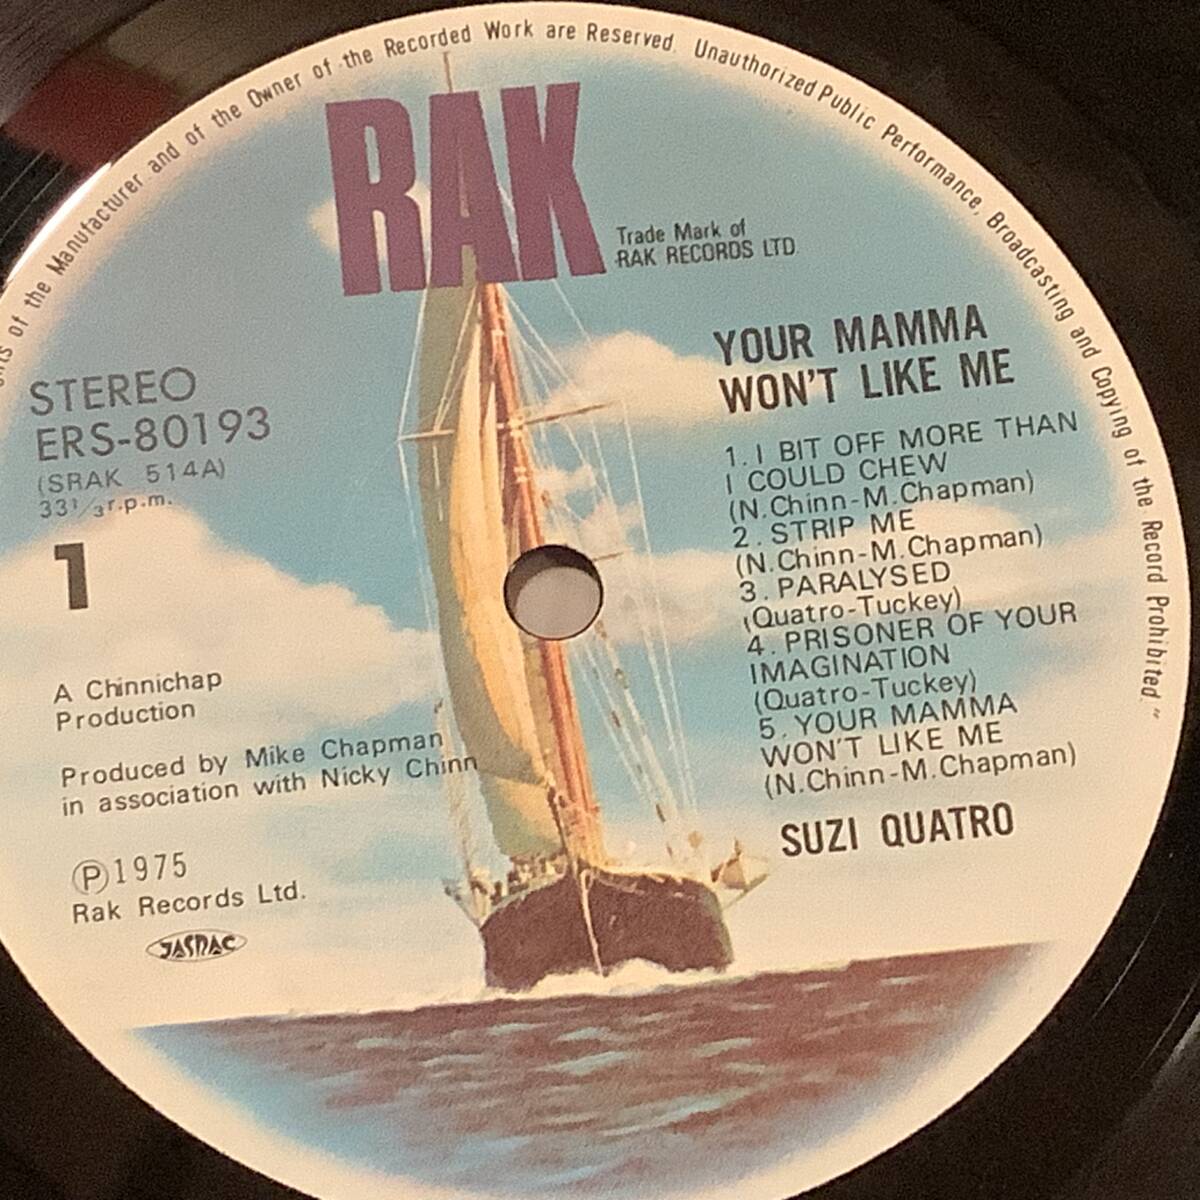 of the Manufacturer and of the Owner of the Recorded Work are Reserved. Unauthorized Public Performance, Broadcasting and Copying of the Record Prohibited."
RAK
Trade Mark of
RAK RECORDS LTD.
STEREO
ERS-80193
(SRAK 514A)
33 1/3 r.p.m.
1
A Chinnichap
Production
Produced by Mike Chapman
in association with Nicky Chinn
Ⓟ1975
Rak Records Ltd.
JASRAC
YOUR MAMMA
WON'T LIKE ME
1. I BIT OFF MORE THAN
I COULD CHEW
(N.Chinn-M.Chapman)
2. STRIP ME
(N.Chinn-M.Chapman)
3. PARALYSED
(Quatro-Tuckey)
4. PRISONER OF YOUR
IMAGINATION
(Quatro-Tuckey)
5. YOUR MAMMA
WON'T LIKE ME
(N.Chinn-M.Chapman)
SUZI QUATRO